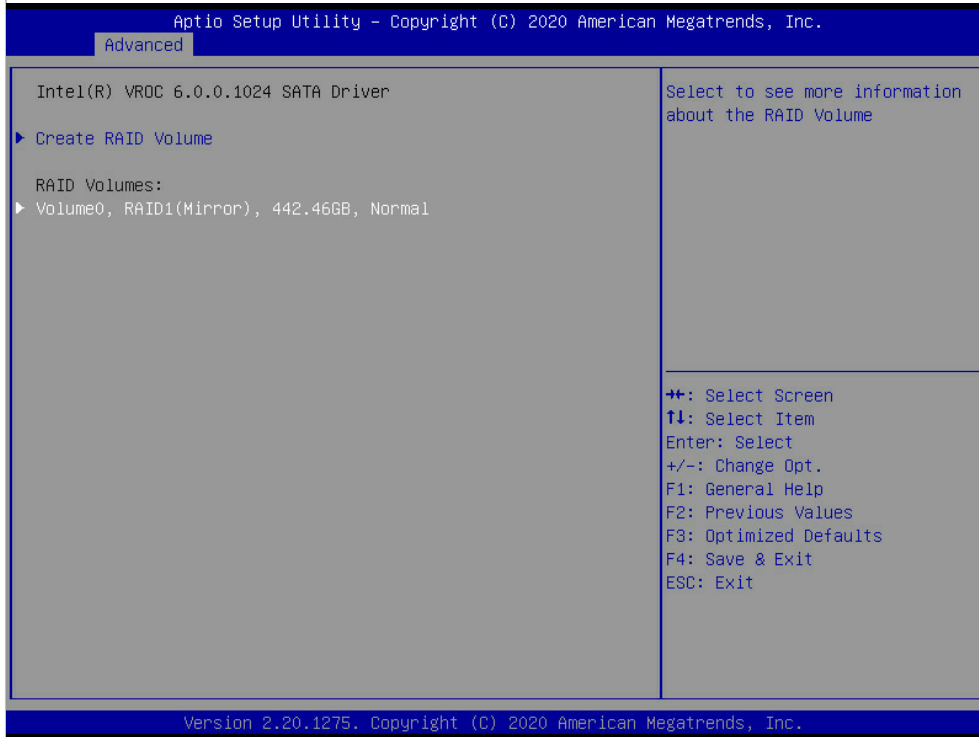 Aptio Setup Utility – Copyright (C) 2020 American Megatrends, Inc.
Advanced
Intel(R) VROC 6.0.0.1024 SATA Driver
Create RAID Volume
RAID Volumes:
Volume0, RAID1(Mirror), 442.46GB, Normal
Select to see more information
about the RAID Volume
→←: Select Screen
↑↓: Select Item
Enter: Select
+/-: Change Opt.
F1: General Help
F2: Previous Values
F3: Optimized Defaults
F4: Save & Exit
ESC: Exit
Version 2.20.1275. Copyright (C) 2020 American Megatrends, Inc.